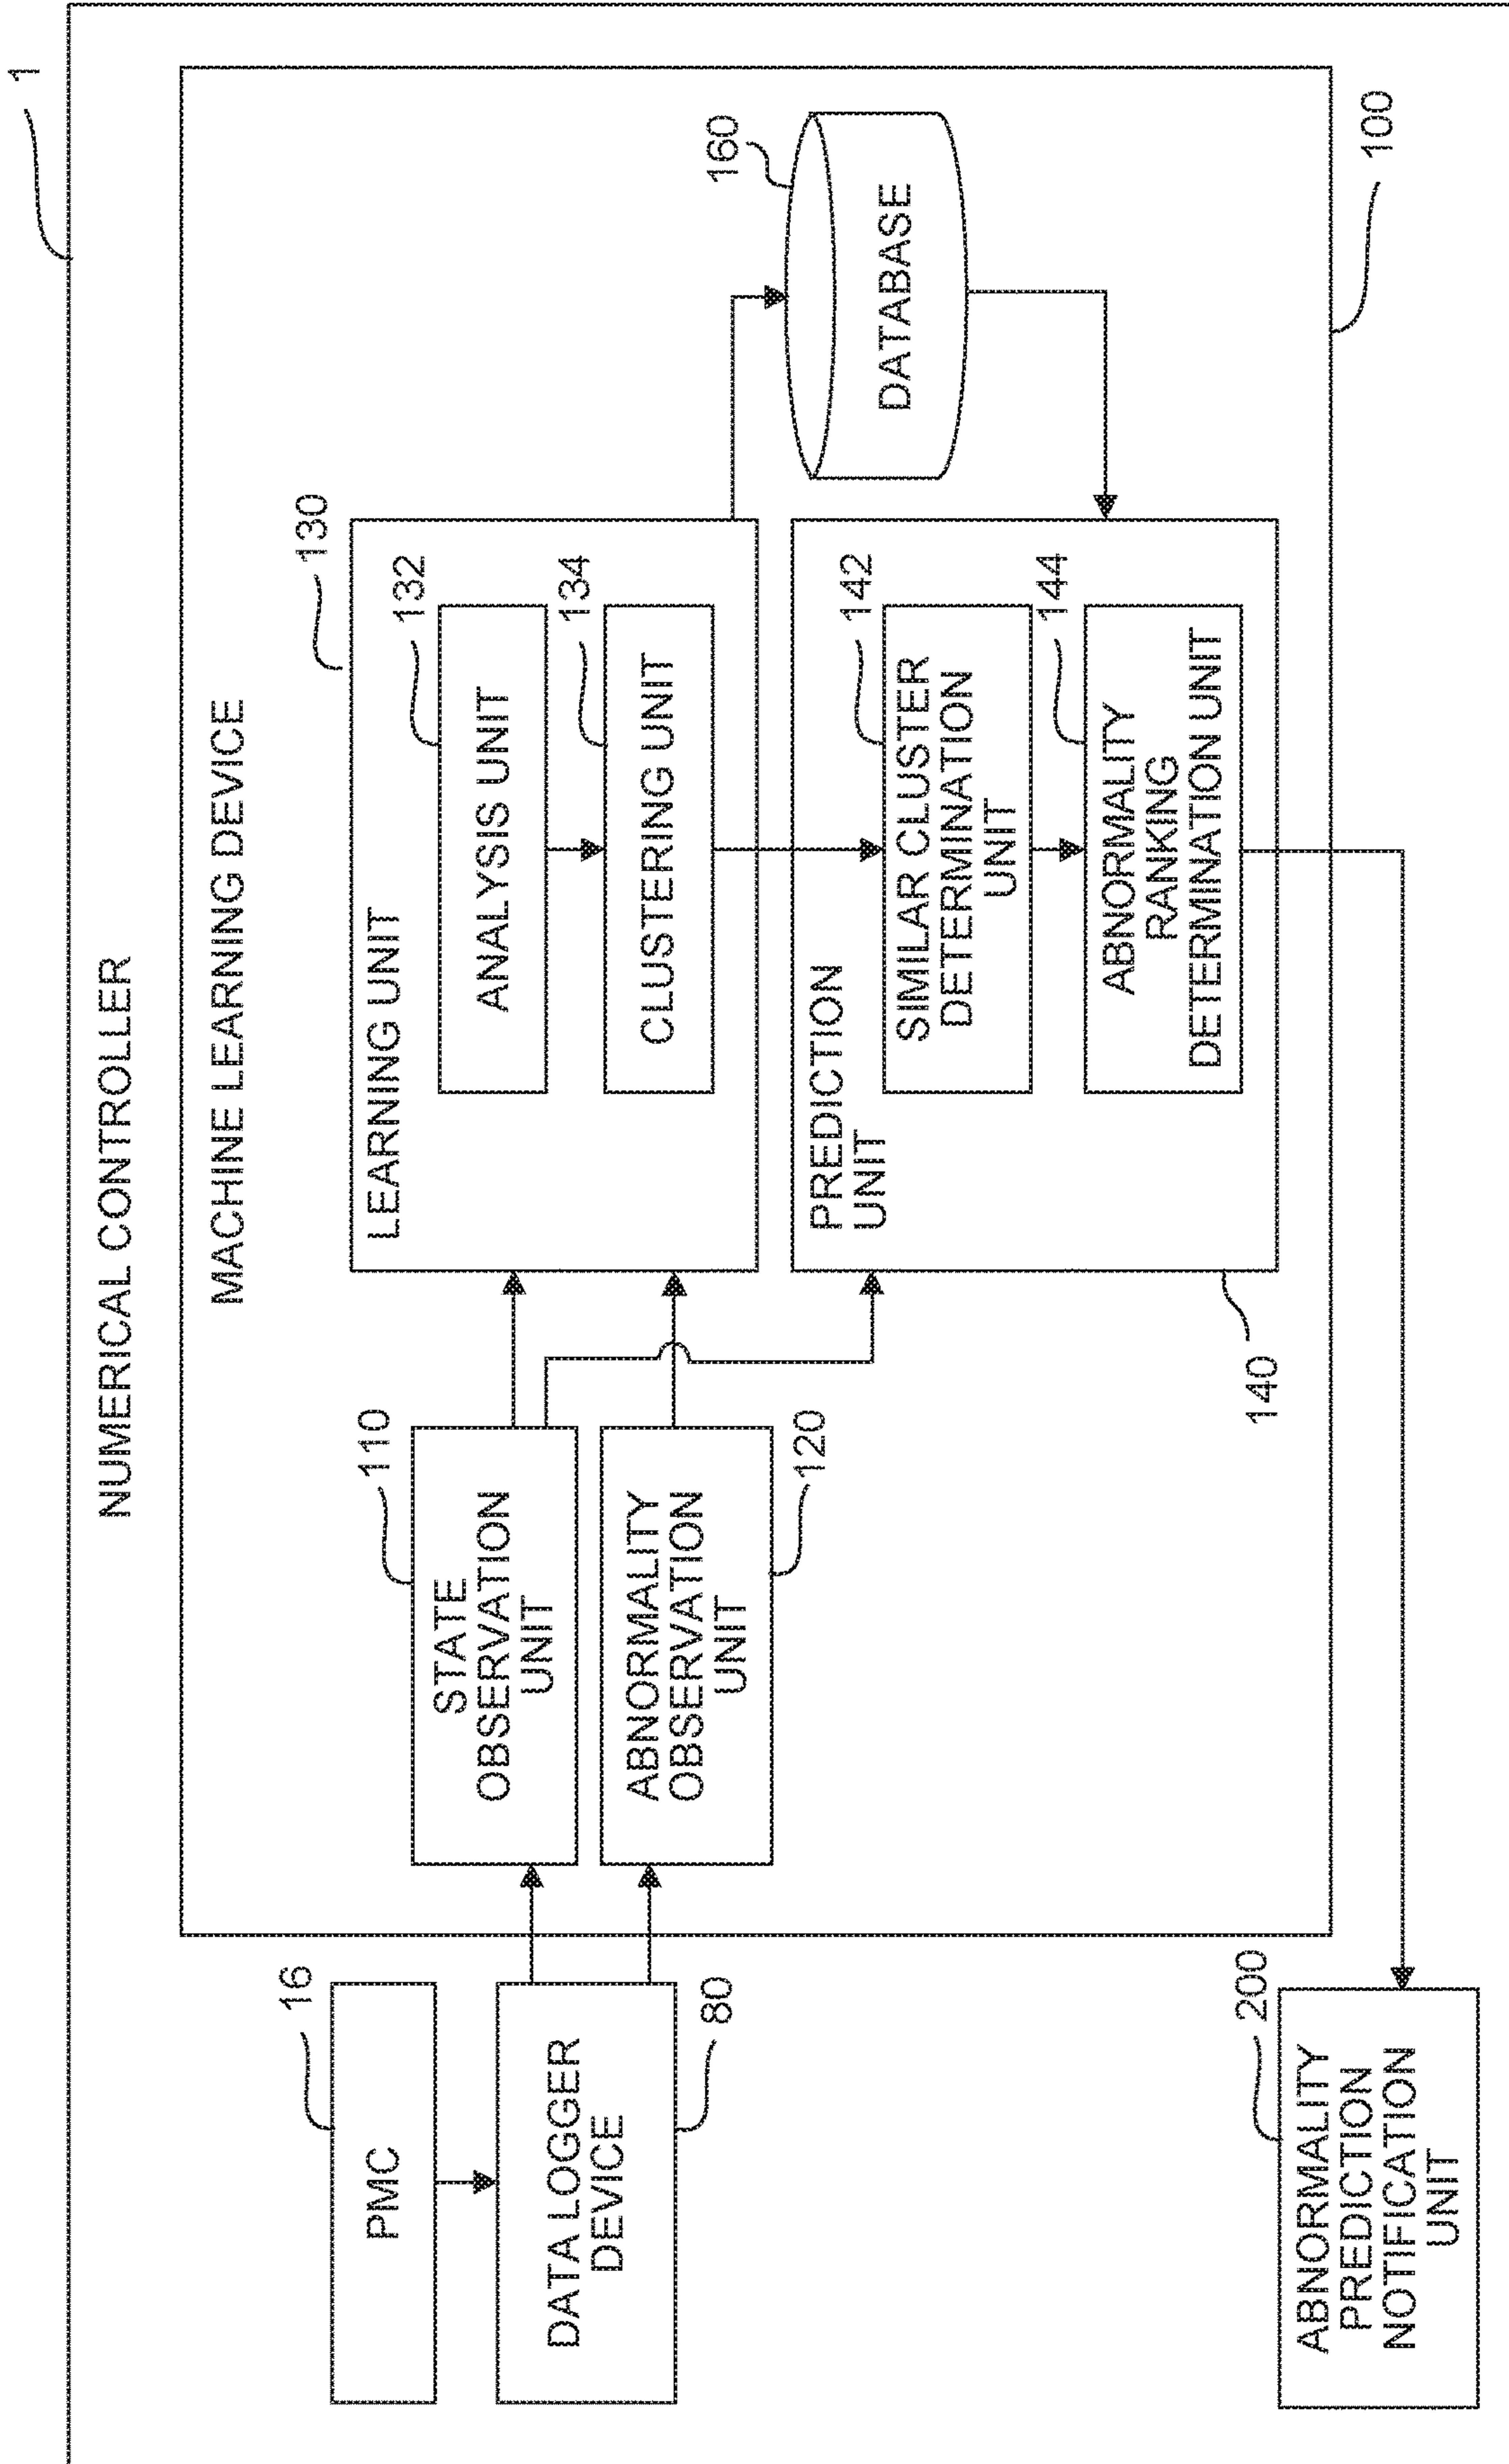 1
NUMERICAL CONTROLLER
MACHINE LEARNING DEVICE
16
PMC
DATA LOGGER
DEVICE
80
110
STATE
OBSERVATION
UNIT
ABNORMALITY
OBSERVATION
UNIT
120
130
LEARNING UNIT
132
ANALYSIS UNIT
134
CLUSTERING UNIT
PREDICTION
UNIT
142
SIMILAR CLUSTER
DETERMINATION
UNIT
144
ABNORMALITY
RANKING
DETERMINATION UNIT
140
160
DATABASE
100
200
ABNORMALITY
PREDICTION
NOTIFICATION
UNIT